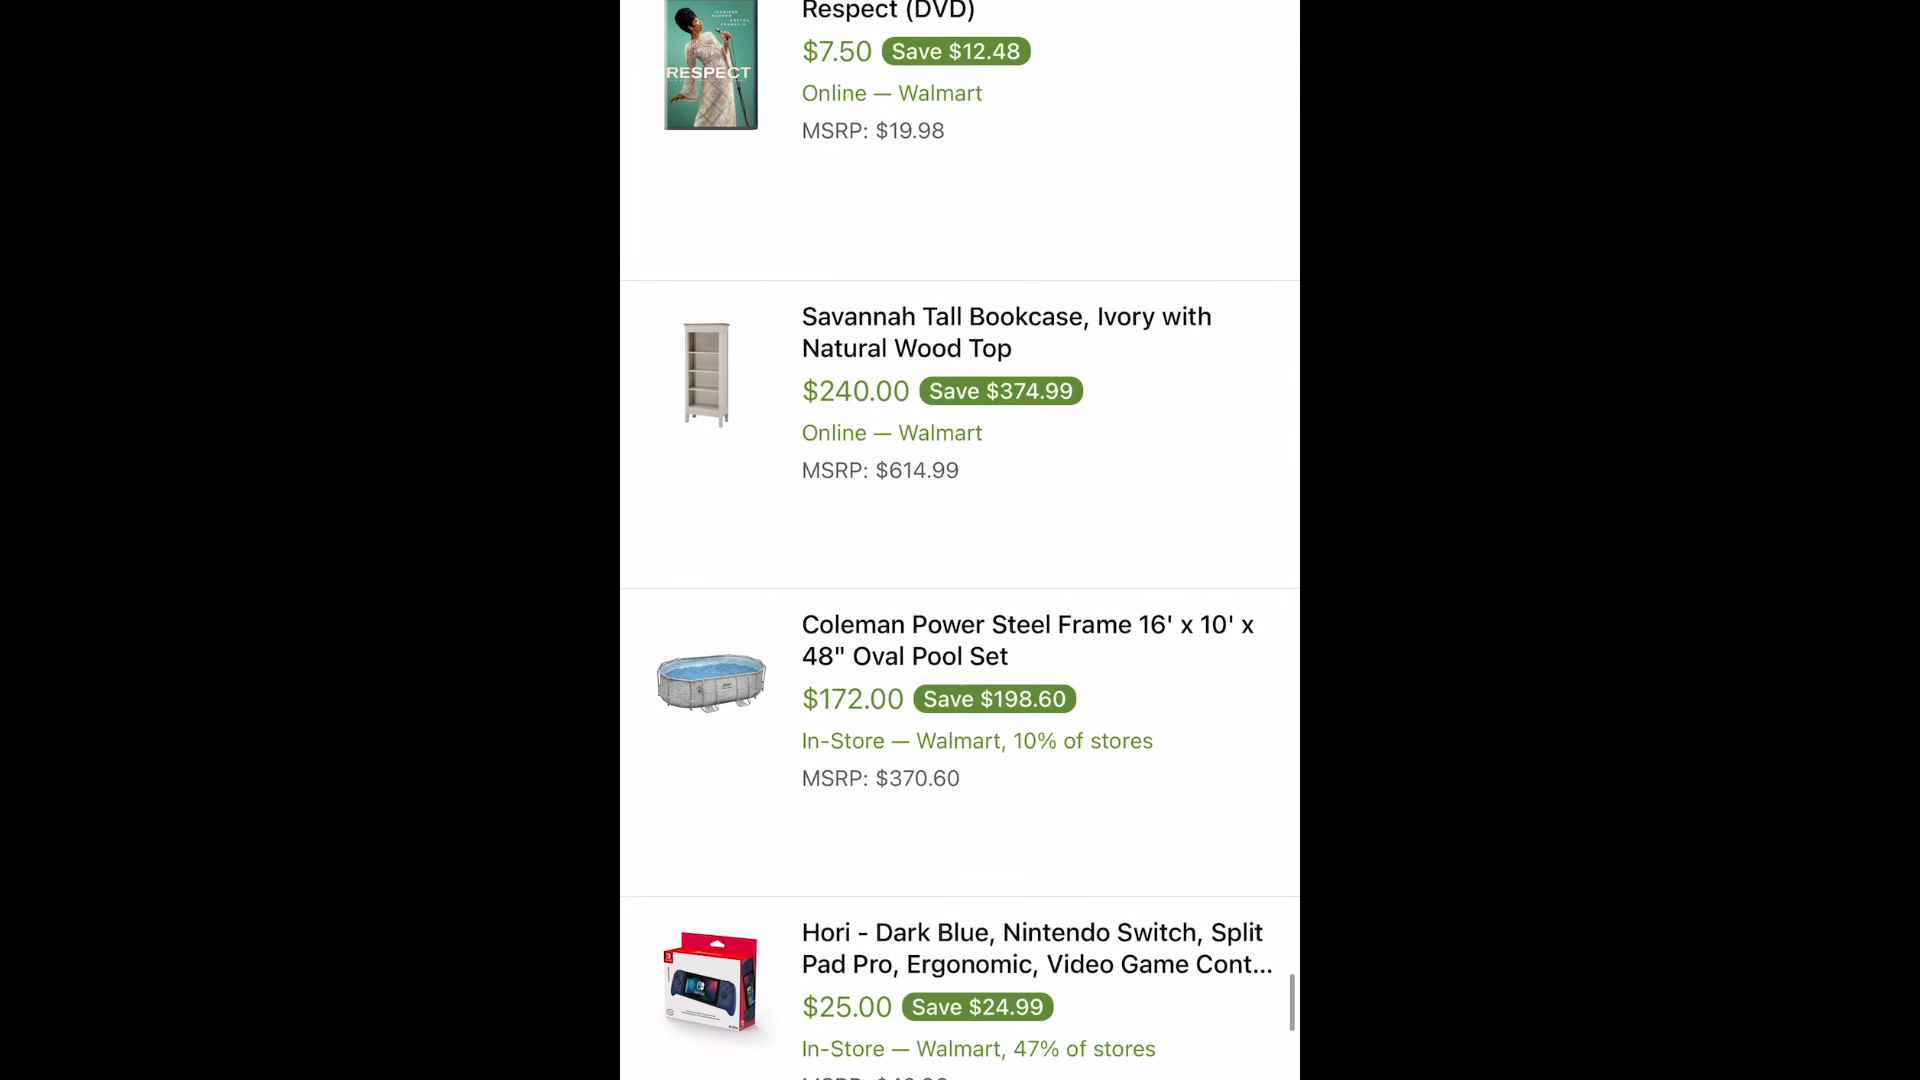 Respect (DVD)
$7.50 Save $12.48
RESPECT
Online — Walmart
MSRP: $19.98
Savannah Tall Bookcase, Ivory with
Natural Wood Top
$240.00 Save $374.99
Online — Walmart
MSRP: $614.99
Coleman Power Steel Frame 16' x 10' x
48" Oval Pool Set
$172.00 Save $198.60
In-Store — Walmart, 10% of stores
MSRP: $370.60
Hori - Dark Blue, Nintendo Switch, Split
Pad Pro, Ergonomic, Video Game Cont...
$25.00 Save $24.99
In-Store — Walmart, 47% of stores